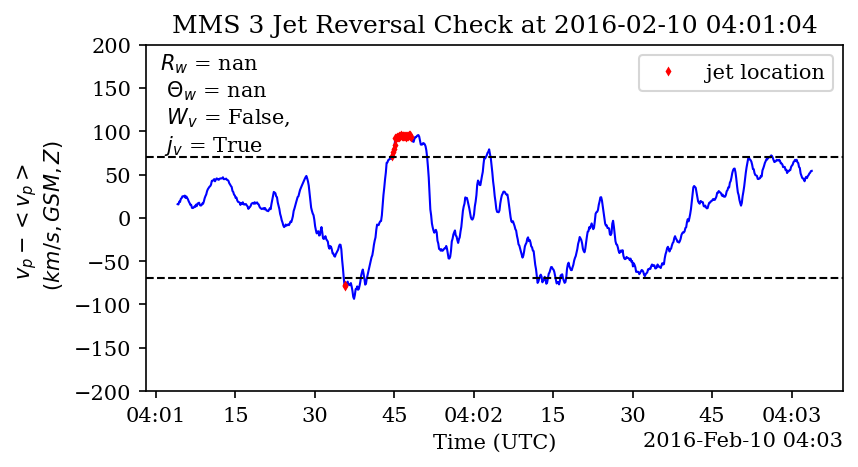 MMS 3 Jet Reversal Check at 2016-02-10 04:01:04
R_w = nan
Θ_w = nan
W_v = False,
j_v = True
jet location
v_p − < v_p >
(km/s, GSM, Z)
200
150
100
50
0
−50
−100
−150
−200
04:01 15 30 45 04:02 15 30 45 04:03
Time (UTC)
2016-Feb-10 04:03